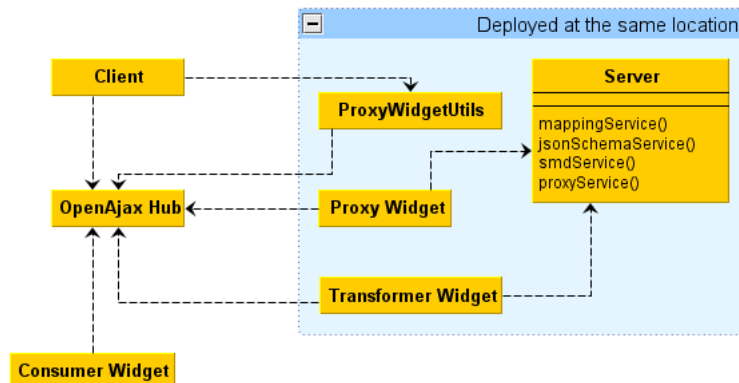 Deployed at the same location
Client
Server
ProxyWidgetUtils
mappingService()
jsonSchemaService()
smdService()
proxyService()
OpenAjax Hub
Proxy Widget
Transformer Widget
Consumer Widget